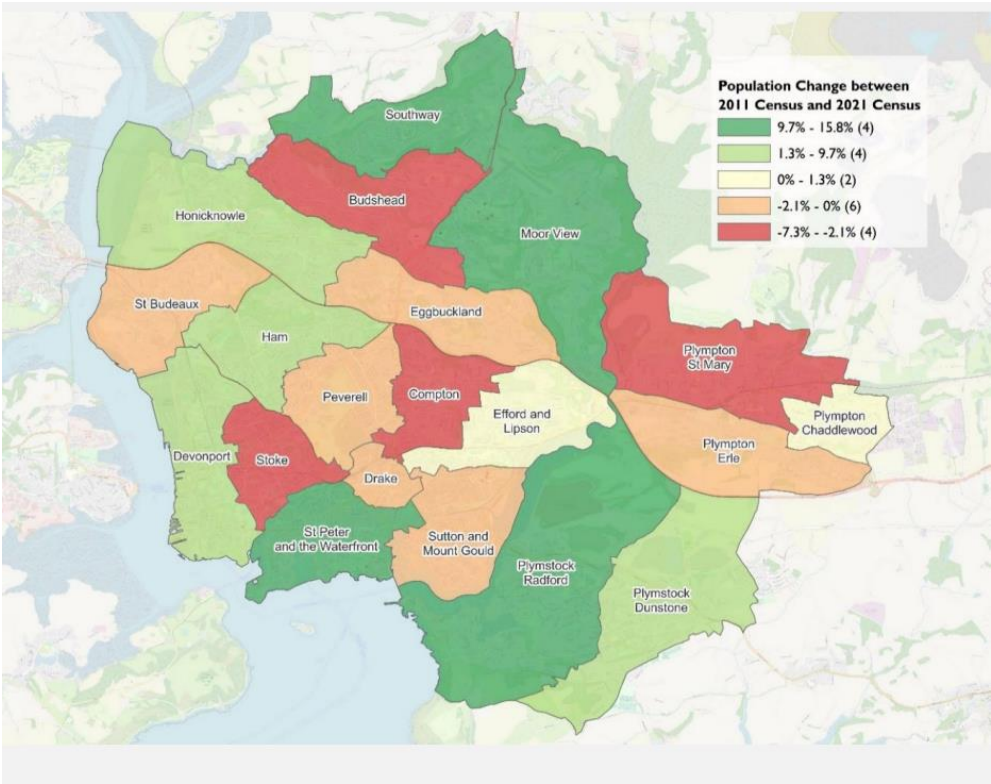 Population Change between
2011 Census and 2021 Census
9.7% - 15.8% (4)
1.3% - 9.7% (4)
0% - 1.3% (2)
-2.1% - 0% (6)
-7.3% - -2.1% (4)
Southway
Budshead
Honicknowle
Moor View
St Budeaux
Eggbuckland
Ham
Plympton
St Mary
Peverell
Compton
Efford and
Lipson
Plympton
Chaddlewood
Plympton
Erle
Devonport
Stoke
Drake
St Peter
and the Waterfront
Sutton and
Mount Gould
Plymstock
Radford
Plymstock
Dunstone